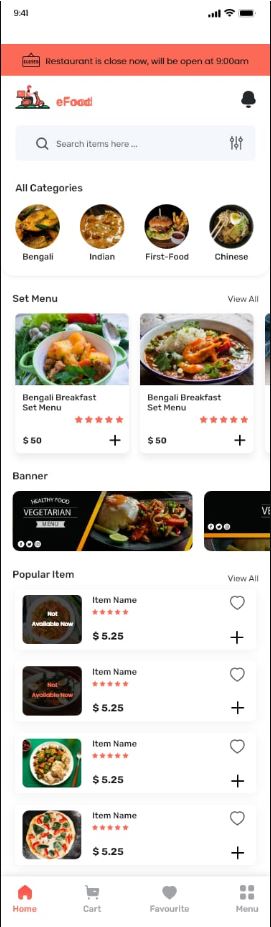 9:41
CLOSED
Restaurant is close now, will be open at 9:00am
eFood
Search items here ...
All Categories
Bengali
Indian
First-Food
Chinese
Set Menu
View All
Bengali Breakfast
Set Menu
$ 50
Bengali Breakfast
Set Menu
$ 50
Banner
HEALTHY FOOD
VEGETARIAN
MENU
Popular Item
View All
Not
Available Now
Item Name
$ 5.25
Not
Available Now
Item Name
$ 5.25
Item Name
$ 5.25
Item Name
$ 5.25
Home
Cart
Favourite
Menu